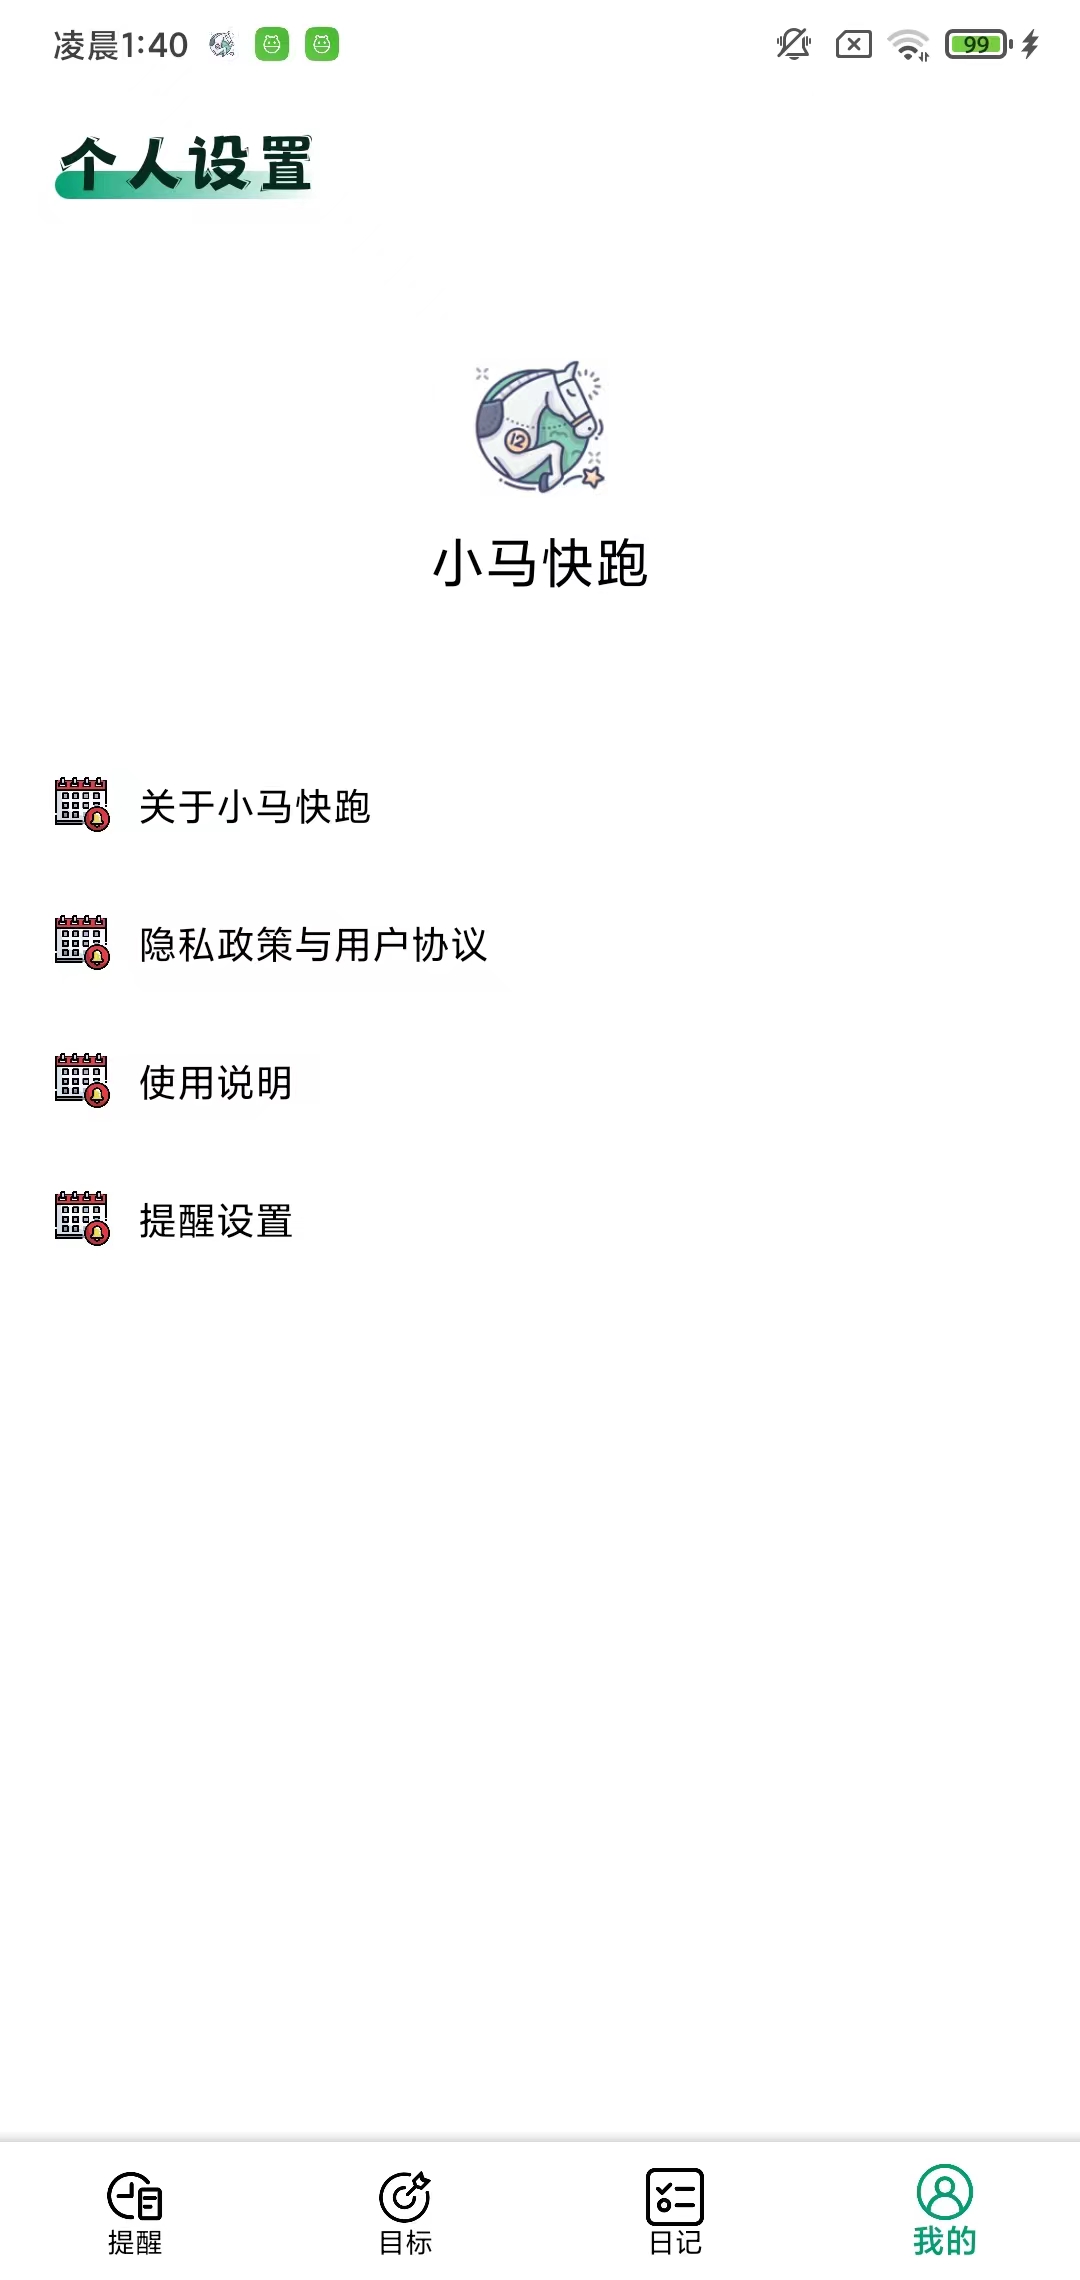 凌晨1:40
99
个人设置
12
小马快跑
关于小马快跑
隐私政策与用户协议
使用说明
提醒设置
提醒
目标
日记
我的